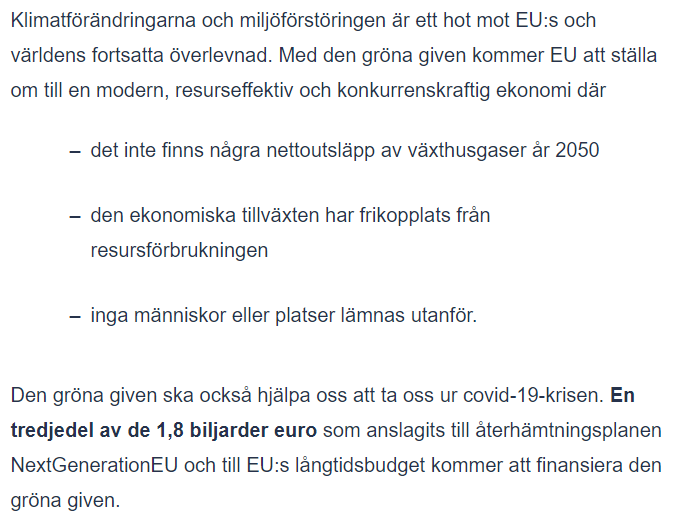 Klimatförändringarna och miljöförstöringen är ett hot mot EU:s och
världens fortsatta överlevnad. Med den gröna given kommer EU att ställa
om till en modern, resurseffektiv och konkurrenskraftig ekonomi där
– det inte finns några nettoutsläpp av växthusgaser år 2050
– den ekonomiska tillväxten har frikopplats från
resursförbrukningen
– inga människor eller platser lämnas utanför.
Den gröna given ska också hjälpa oss att ta oss ur covid-19-krisen. En
tredjedel av de 1,8 biljarder euro som anslagits till återhämtningsplanen
NextGenerationEU och till EU:s långtidsbudget kommer att finansiera den
gröna given.